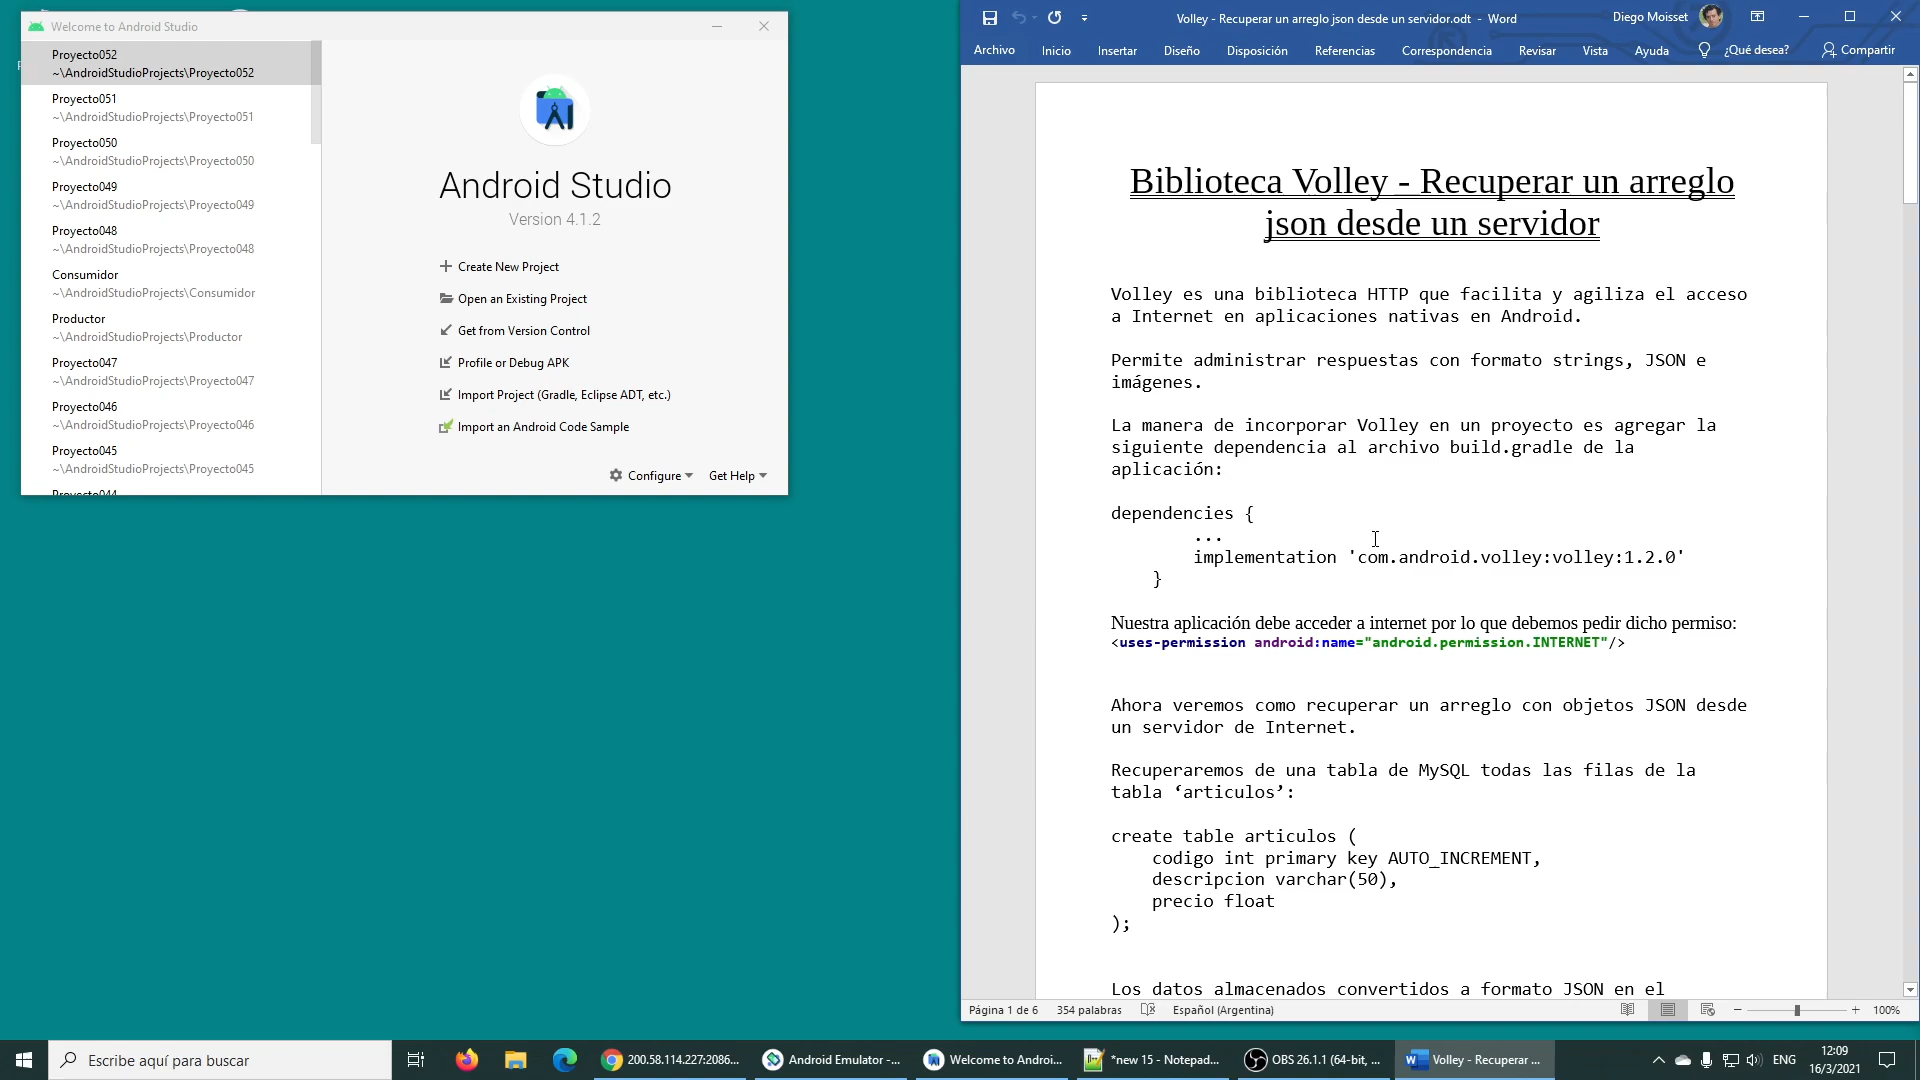 Welcome to Android Studio
Proyecto052
~\AndroidStudioProjects\Proyecto052
Proyecto051
~\AndroidStudioProjects\Proyecto051
Proyecto050
~\AndroidStudioProjects\Proyecto050
Proyecto049
~\AndroidStudioProjects\Proyecto049
Proyecto048
~\AndroidStudioProjects\Proyecto048
Consumidor
~\AndroidStudioProjects\Consumidor
Productor
~\AndroidStudioProjects\Productor
Proyecto047
~\AndroidStudioProjects\Proyecto047
Proyecto046
~\AndroidStudioProjects\Proyecto046
Proyecto045
~\AndroidStudioProjects\Proyecto045
Proyecto044
Android Studio
Version 4.1.2
Create New Project
Open an Existing Project
Get from Version Control
Profile or Debug APK
Import Project (Gradle, Eclipse ADT, etc.)
Import an Android Code Sample
Configure
Get Help
Volley - Recuperar un arreglo json desde un servidor.odt - Word
Diego Moisset
Archivo Inicio Insertar Diseño Disposición Referencias Correspondencia Revisar Vista Ayuda ¿Qué desea? Compartir
Biblioteca Volley - Recuperar un arreglo
json desde un servidor
Volley es una biblioteca HTTP que facilita y agiliza el acceso
a Internet en aplicaciones nativas en Android.
Permite administrar respuestas con formato strings, JSON e
imágenes.
La manera de incorporar Volley en un proyecto es agregar la
siguiente dependencia al archivo build.gradle de la
aplicación:
dependencies {
...
implementation 'com.android.volley:volley:1.2.0'
}
Nuestra aplicación debe acceder a internet por lo que debemos pedir dicho permiso:
<uses-permission android:name="android.permission.INTERNET"/>
Ahora veremos como recuperar un arreglo con objetos JSON desde
un servidor de Internet.
Recuperaremos de una tabla de MySQL todas las filas de la
tabla ‘articulos’:
create table articulos (
codigo int primary key AUTO_INCREMENT,
descripcion varchar(50),
precio float
);
Los datos almacenados convertidos a formato JSON en el
Página 1 de 6 354 palabras Español (Argentina) 100%
Escribe aquí para buscar
200.58.114.227:2086...
Android Emulator -...
Welcome to Androi...
*new 15 - Notepad...
OBS 26.1.1 (64-bit, ...
Volley - Recuperar ...
ENG
12:09
16/3/2021